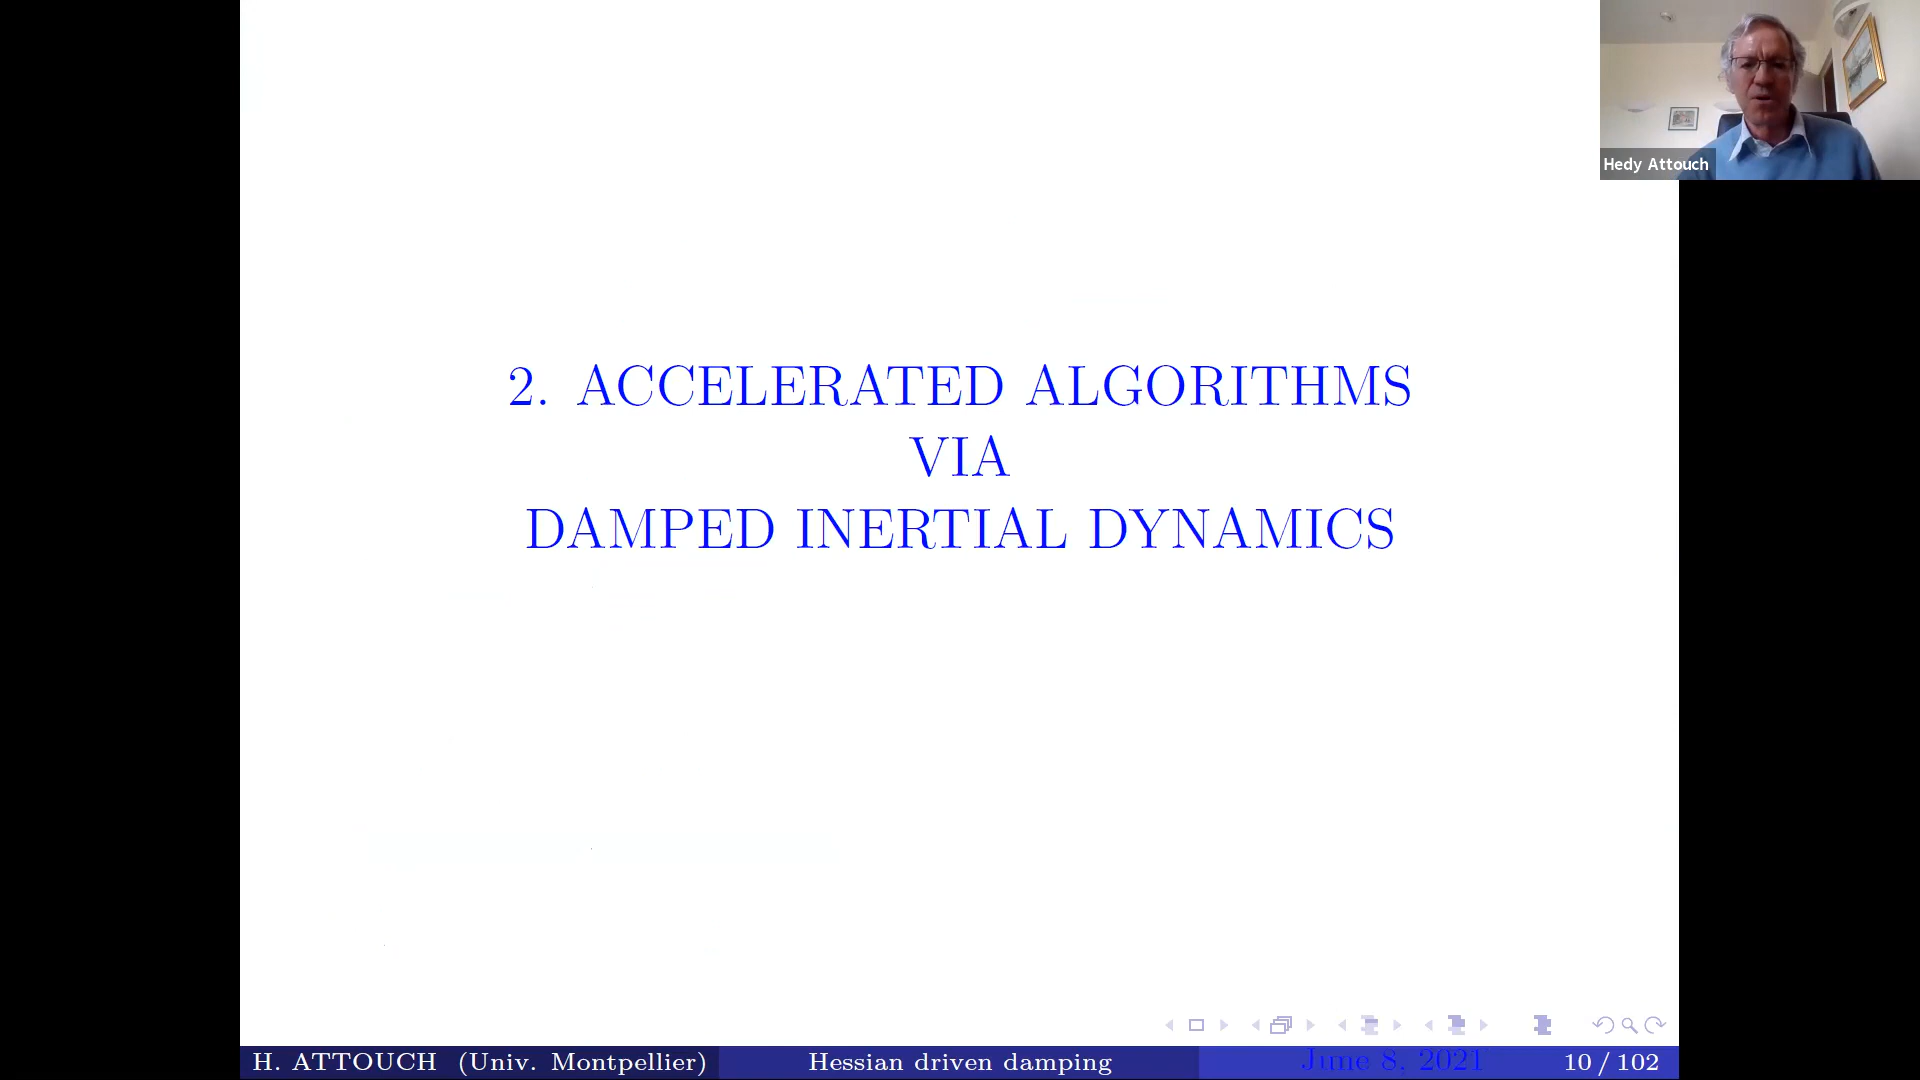 2. ACCELERATED ALGORITHMS
VIA
DAMPED INERTIAL DYNAMICS
Hedy Attouch
H. ATTOUCH (Univ. Montpellier)
Hessian driven damping
June 8, 2021
10 / 102